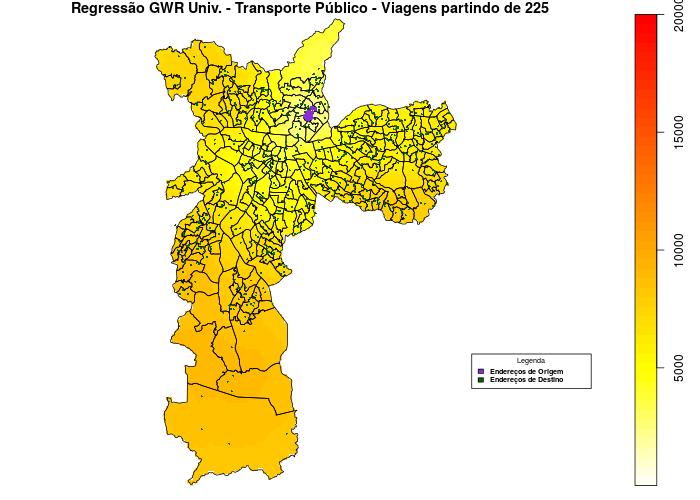 Regressão GWR Univ. - Transporte Público - Viagens partindo de 225
20000
15000
10000
5000
Legenda
Endereços de Origem
Endereços de Destino